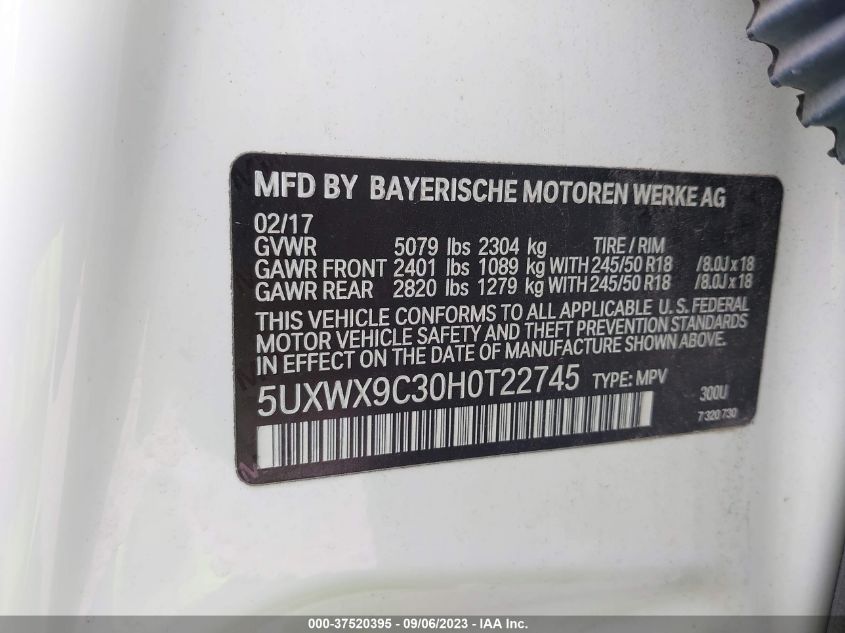 MFD BY BAYERISCHE MOTOREN WERKE AG
02/17
GVWR 5079 lbs 2304 kg TIRE / RIM
GAWR FRONT 2401 lbs 1089 kg WITH 245/50 R18 /8.0J x 18
GAWR REAR 2820 lbs 1279 kg WITH 245/50 R18 /8.0J x 18
THIS VEHICLE CONFORMS TO ALL APPLICABLE U. S. FEDERAL
MOTOR VEHICLE SAFETY AND THEFT PREVENTION STANDARDS
IN EFFECT ON THE DATE OF MANUFACTURE SHOWN ABOVE.
5UXWX9C30H0T22745 TYPE: MPV 300U
7 320 730
000-37520395 - 09/06/2023 - IAA Inc.